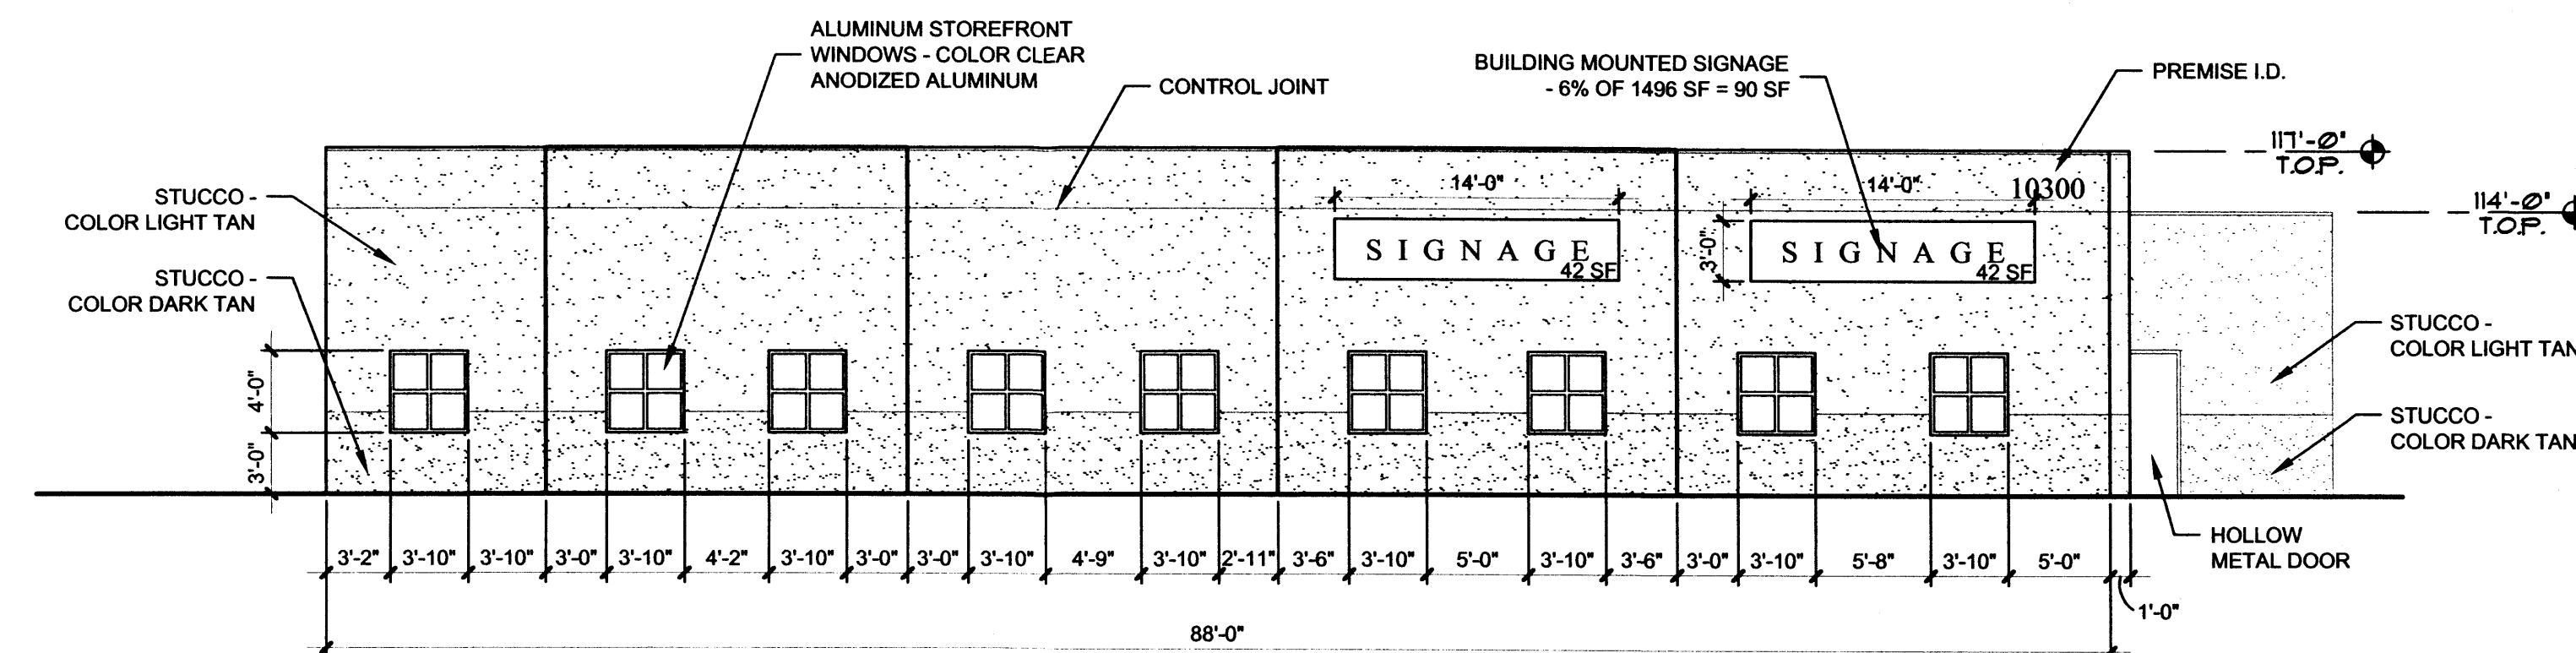 ALUMINUM STOREFRONT
WINDOWS - COLOR CLEAR
ANODIZED ALUMINUM
CONTROL JOINT
BUILDING MOUNTED SIGNAGE
- 6% OF 1496 SF = 90 SF
PREMISE I.D.
117'-0"
T.O.P.
114'-0"
T.O.P.
STUCCO -
COLOR LIGHT TAN
STUCCO -
COLOR DARK TAN
14'-0"
14'-0"
10300
SIGNAGE
42 SF
3'-0"
SIGNAGE
42 SF
STUCCO -
COLOR LIGHT TAN
STUCCO -
COLOR DARK TAN
4'-0"
3'-0"
HOLLOW
METAL DOOR
3'-2" 3'-10" 3'-10" 3'-0" 3'-10" 4'-2" 3'-10" 3'-0" 3'-0" 3'-10" 4'-9" 3'-10" 2'-11" 3'-6" 3'-10" 5'-0" 3'-10" 3'-6" 3'-0" 3'-10" 5'-8" 3'-10" 5'-0"
1'-0"
88'-0"